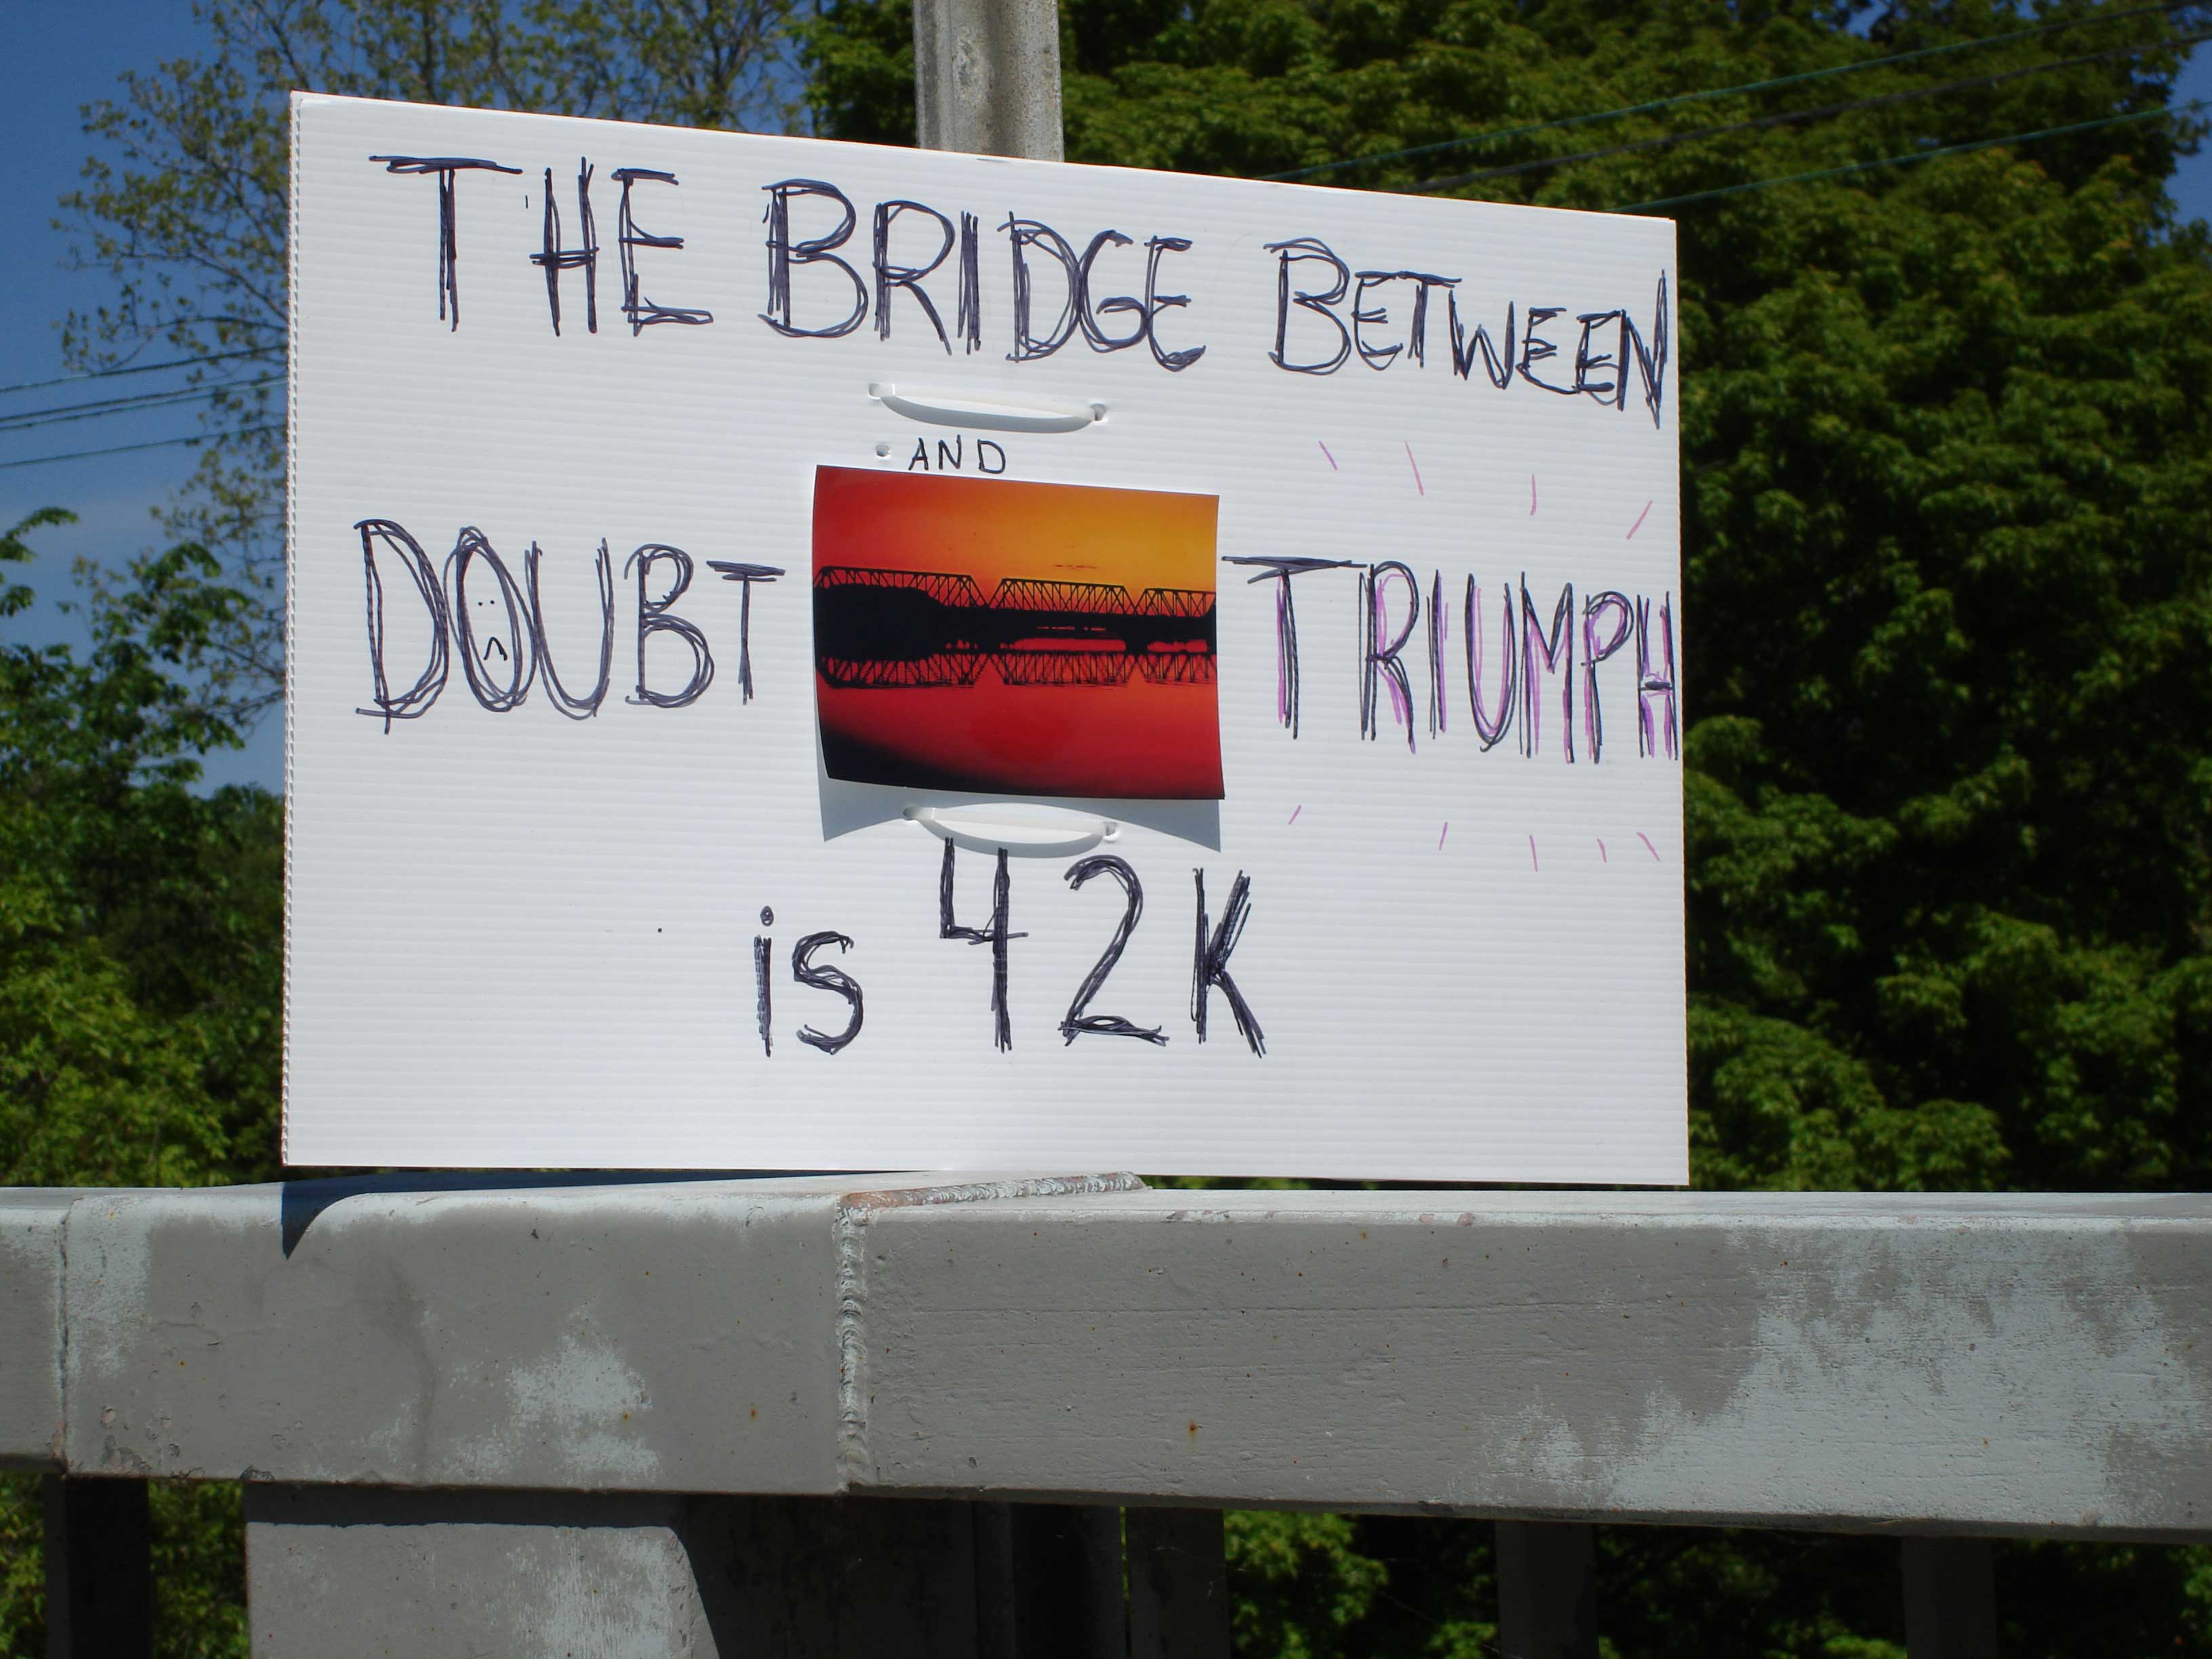 THE BRIDGE BETWEEN
AND
DOUBT TRIUMPH
is 42K